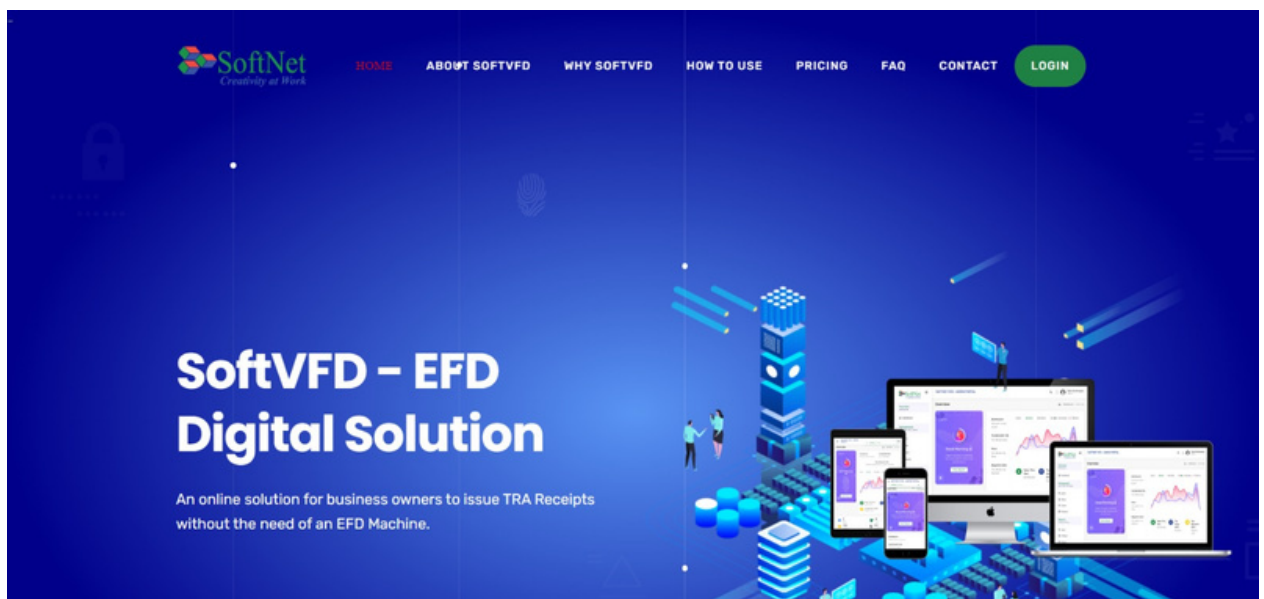 SoftNet
Creativity at Work
HOME
ABOUT SOFTVFD
WHY SOFTVFD
HOW TO USE
PRICING
FAQ
CONTACT
LOGIN
SoftVFD - EFD
Digital Solution
An online solution for business owners to issue TRA Receipts
without the need of an EFD Machine.